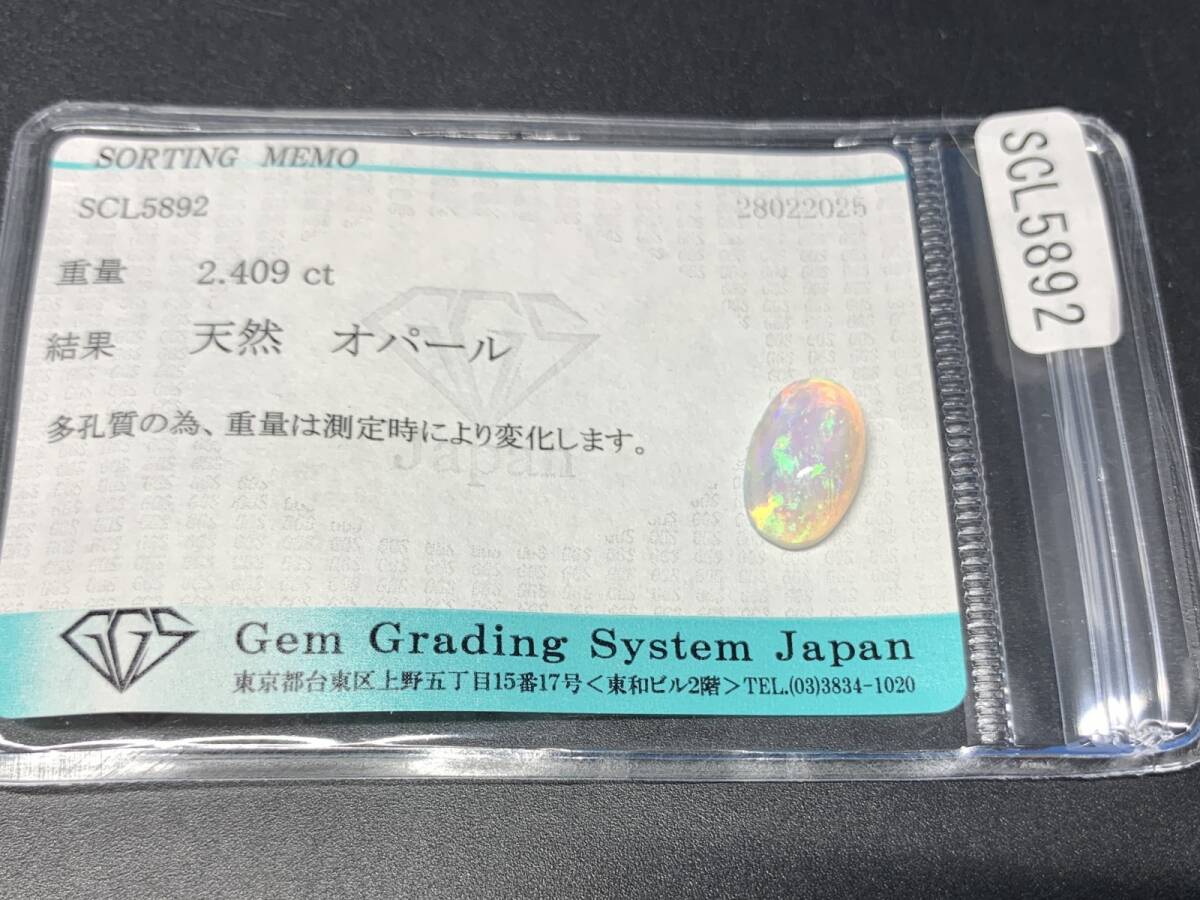 SORTING MEMO
SCL5892 28022025
重量 2.409 ct
結果 天然 オパール
多孔質の為、重量は測定時により変化します。
Japan
GGS Gem Grading System Japan
東京都台東区上野五丁目15番17号＜東和ビル2階＞TEL.(03)3834-1020
SCL5892